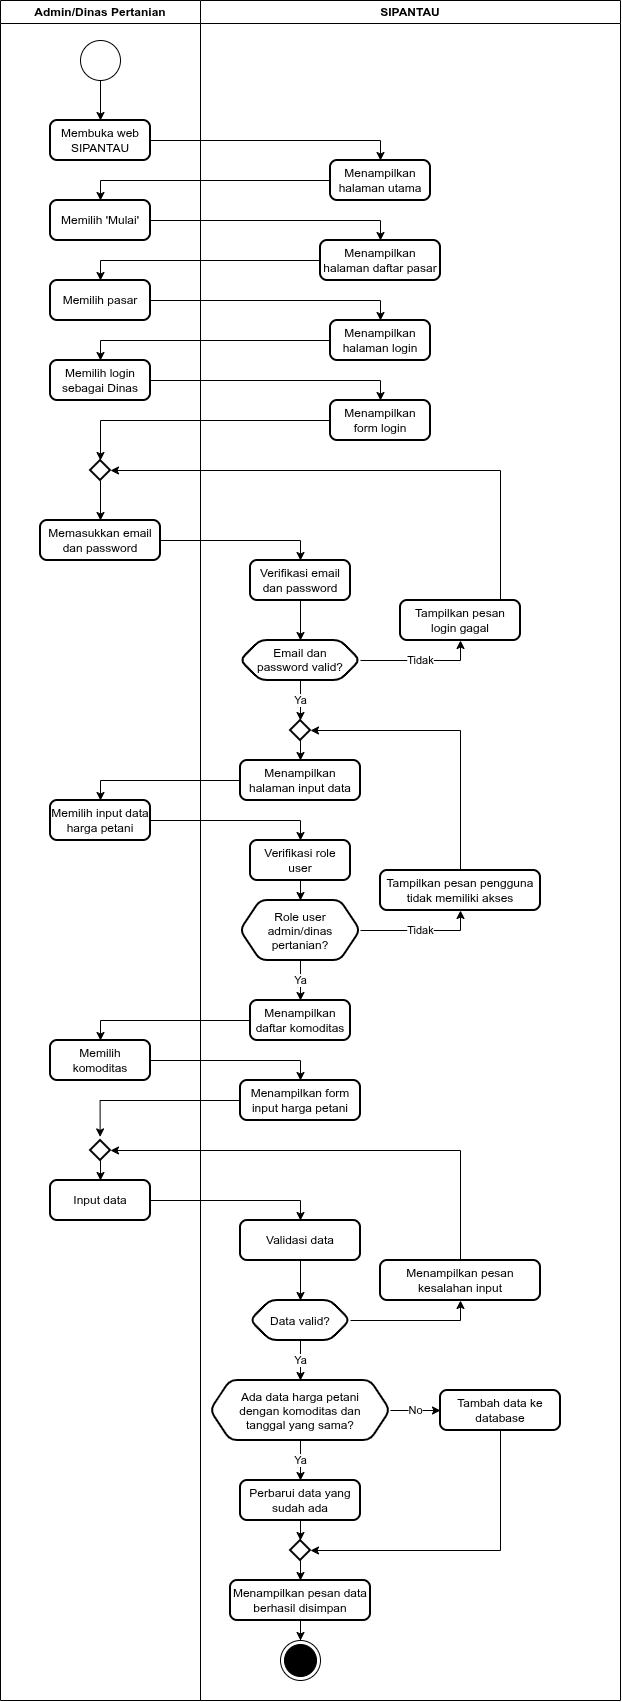 Admin/Dinas Pertanian
SIPANTAU
Membuka web
SIPANTAU
Menampilkan
halaman utama
Memilih 'Mulai'
Menampilkan
halaman daftar pasar
Memilih pasar
Menampilkan
halaman login
Memilih login
sebagai Dinas
Menampilkan
form login
Memasukkan email
dan password
Verifikasi email
dan password
Tampilkan pesan
login gagal
Email dan
password valid?
Tidak
Ya
Menampilkan
halaman input data
Memilih input data
harga petani
Verifikasi role
user
Tampilkan pesan pengguna
tidak memiliki akses
Role user
admin/dinas
pertanian?
Tidak
Ya
Menampilkan
daftar komoditas
Memilih
komoditas
Menampilkan form
input harga petani
Input data
Validasi data
Menampilkan pesan
kesalahan input
Data valid?
Ya
Ada data harga petani
dengan komoditas dan
tanggal yang sama?
No
Tambah data ke
database
Ya
Perbarui data yang
sudah ada
Menampilkan pesan data
berhasil disimpan